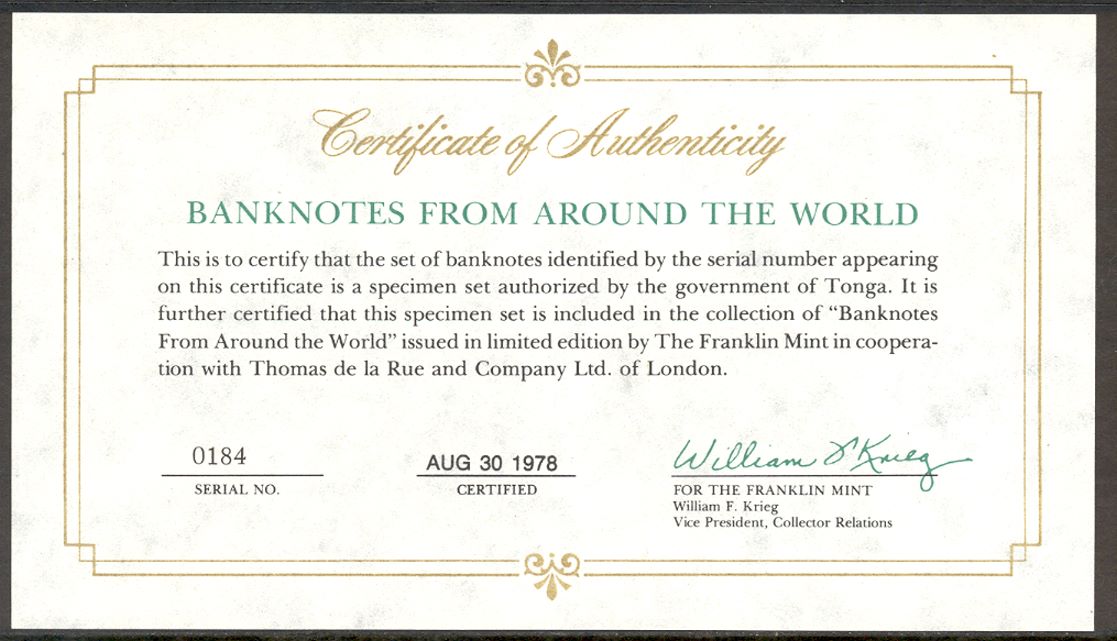 Certificate of Authenticity
BANKNOTES FROM AROUND THE WORLD
This is to certify that the set of banknotes identified by the serial number appearing
on this certificate is a specimen set authorized by the government of Tonga. It is
further certified that this specimen set is included in the collection of “Banknotes
From Around the World” issued in limited edition by The Franklin Mint in coopera-
tion with Thomas de la Rue and Company Ltd. of London.
0184
SERIAL NO.
AUG 30 1978
CERTIFIED
William F Krieg
FOR THE FRANKLIN MINT
William F. Krieg
Vice President, Collector Relations